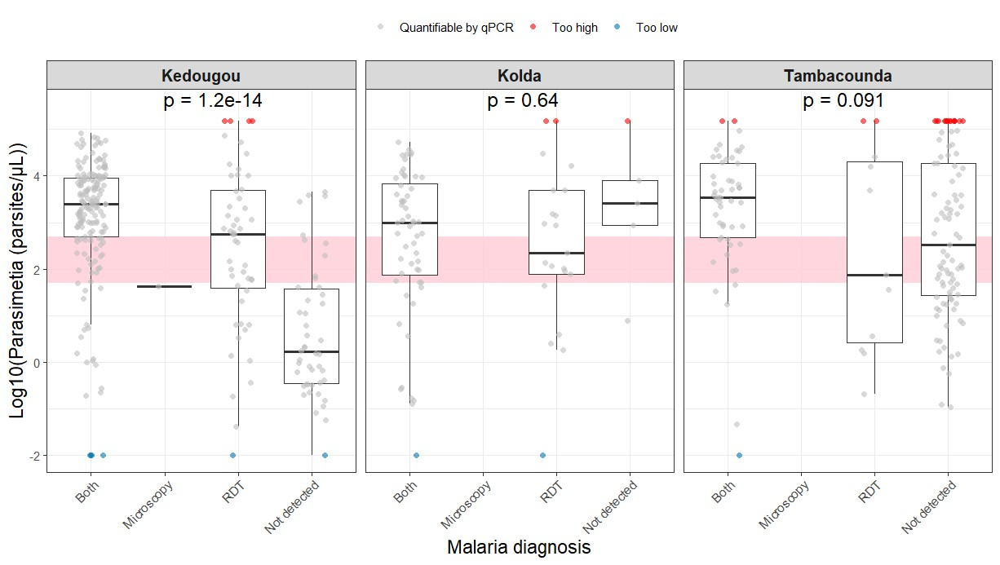 Quantifiable by qPCR Too high Too low
Kedougou Kolda Tambacounda
p = 1.2e-14 p = 0.64 p = 0.091
Log10(Parasimetia (parsites/μL))
4
2
0
-2
Both Microscopy RDT Not detected Both Microscopy RDT Not detected Both Microscopy RDT Not detected
Malaria diagnosis